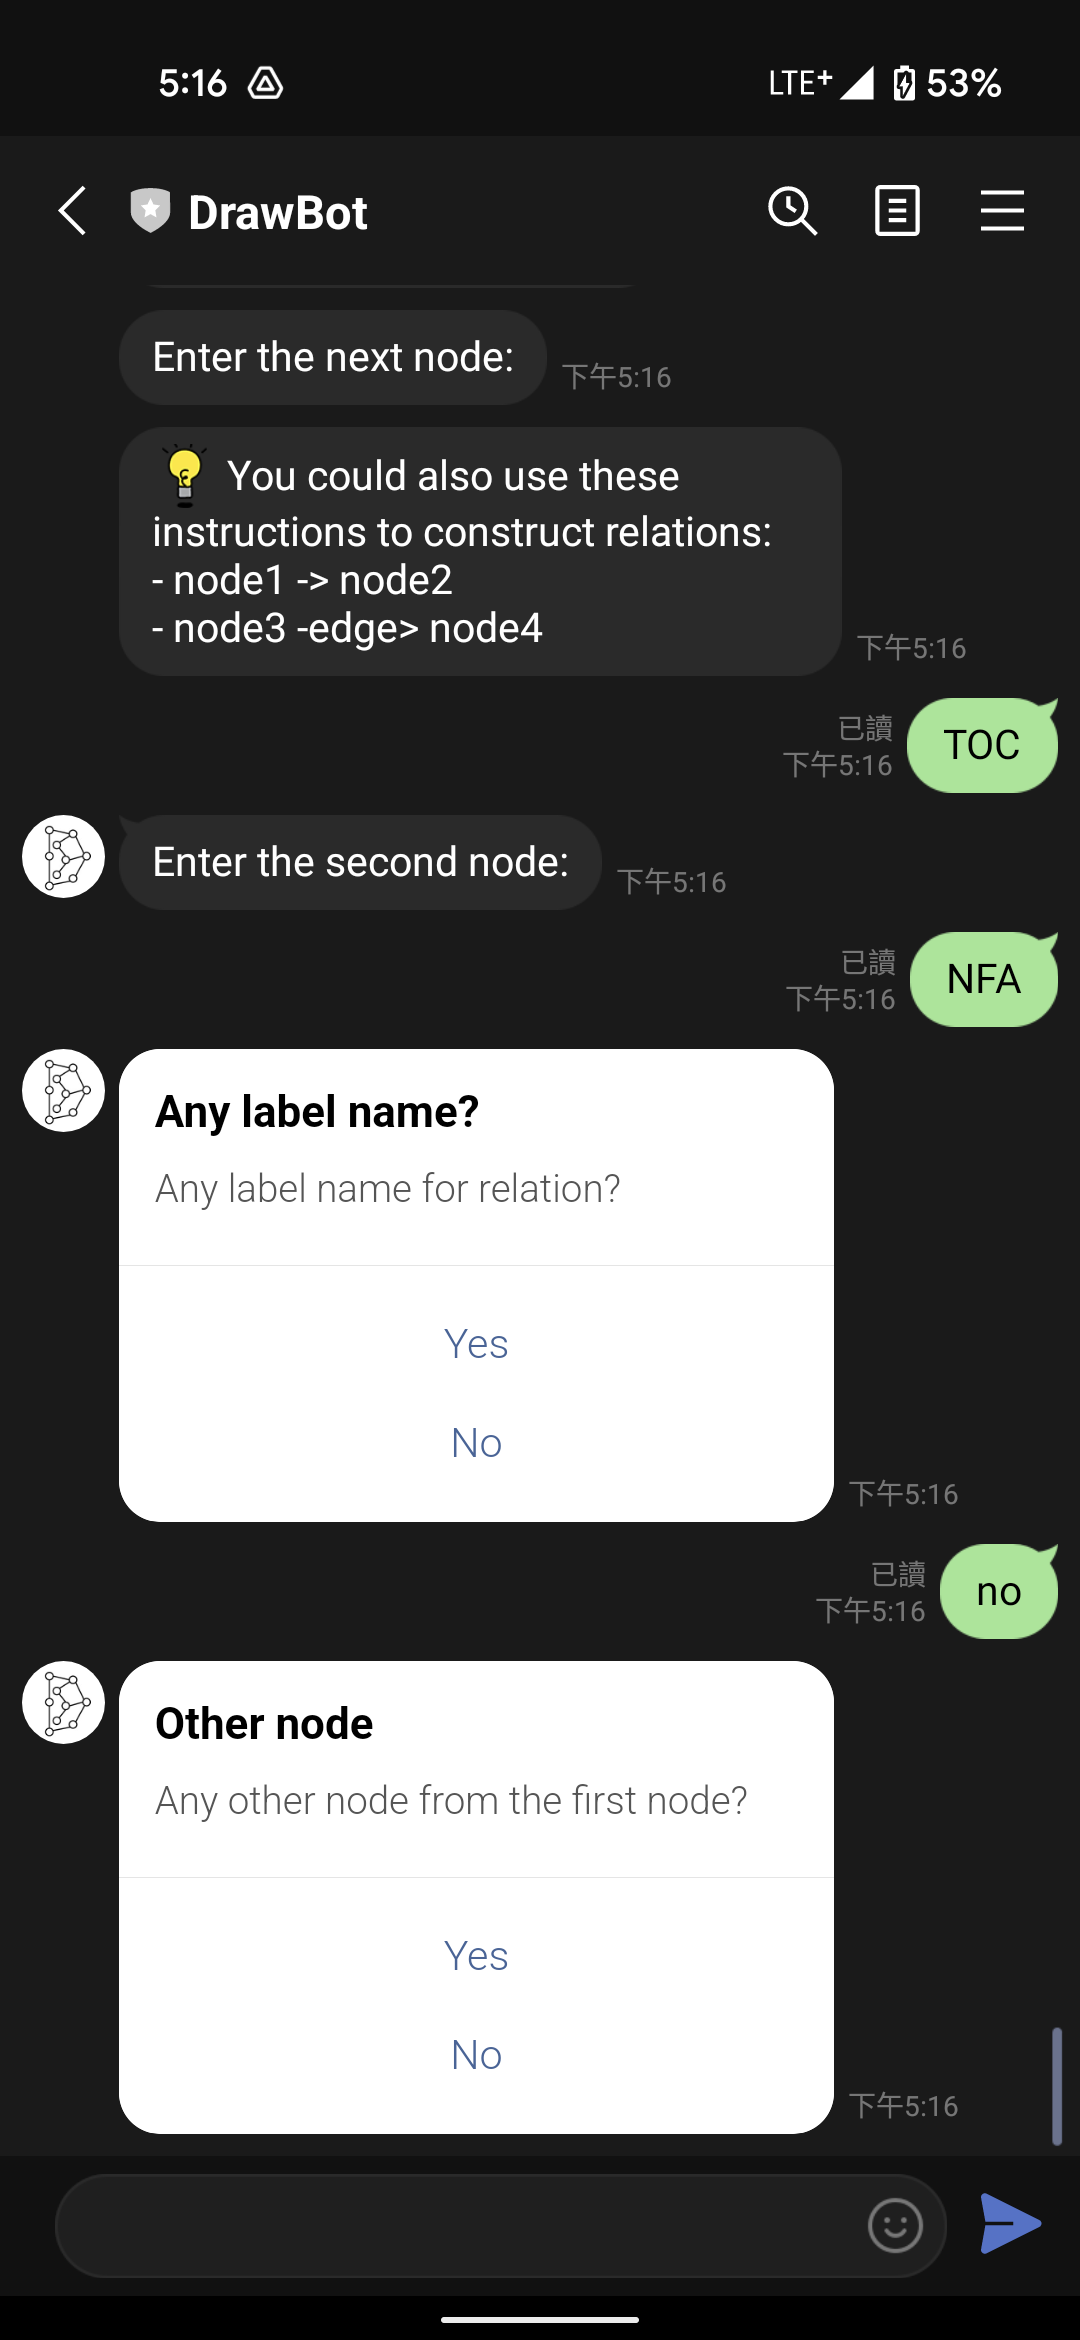 5:16 LTE+ 53%
DrawBot
Enter the next node:
下午5:16
You could also use these
instructions to construct relations:
- node1 -> node2
- node3 -edge> node4
下午5:16
已讀
下午5:16
TOC
Enter the second node:
下午5:16
已讀
下午5:16
NFA
Any label name?
Any label name for relation?
Yes
No
下午5:16
已讀
下午5:16
no
Other node
Any other node from the first node?
Yes
No
下午5:16